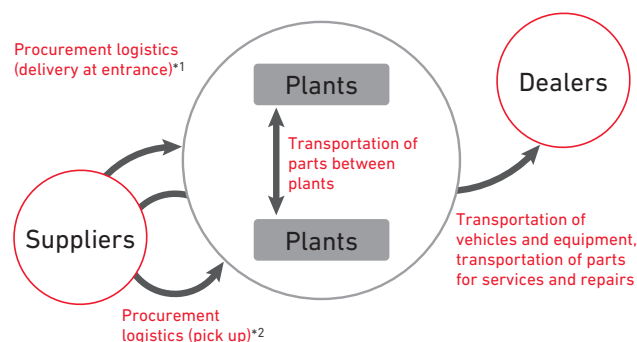 Procurement logistics
(delivery at entrance)*1
Plants
Dealers
Transportation of
parts between
plants
Suppliers
Plants
Transportation of
vehicles and equipment,
transportation of parts
for services and repairs
Procurement
logistics (pick up)*2